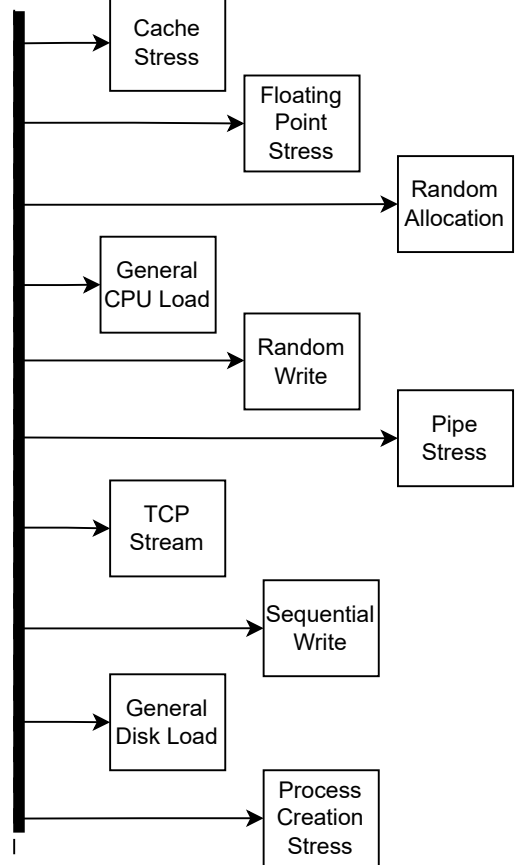 Cache
Stress
Floating
Point
Stress
Random
Allocation
General
CPU Load
Random
Write
Pipe
Stress
TCP
Stream
Sequential
Write
General
Disk Load
Process
Creation
Stress